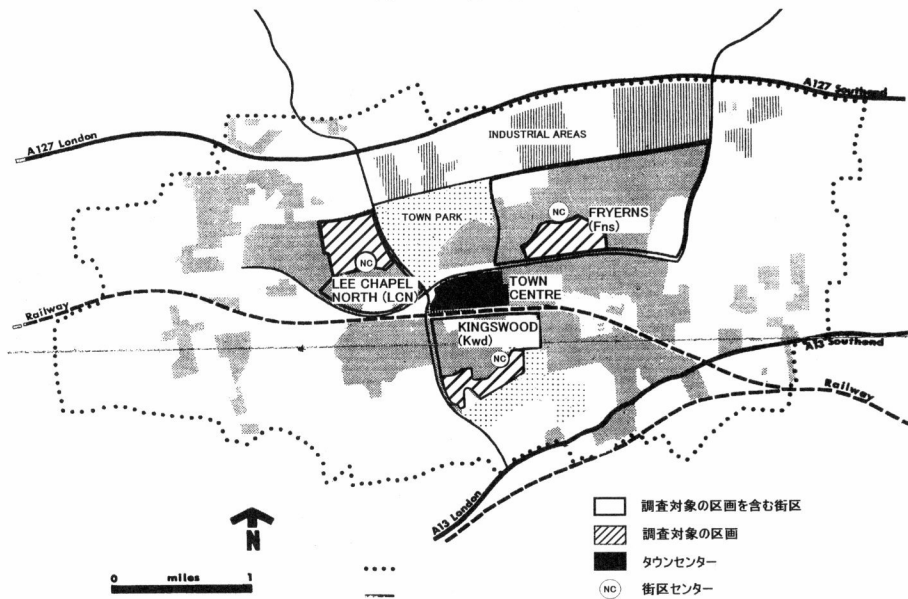 A127 Southend
A127 London
INDUSTRIAL AREAS
TOWN PARK
NC
FRYERNS
(Fns)
NC
LEE CHAPEL
NORTH (LCN)
TOWN
CENTRE
Railway
KINGSWOOD
(Kwd)
NC
A13 Southend
Railway
A13 London
N
0 miles 1
調査対象の区画を含む街区
調査対象の区画
タウンセンター
NC 街区センター